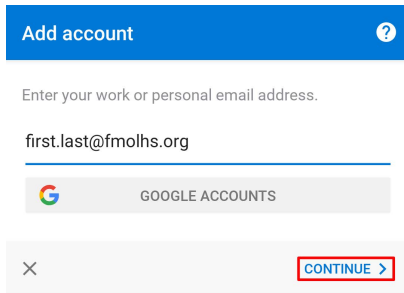 Add account
?
Enter your work or personal email address.
first.last@fmolhs.org
G GOOGLE ACCOUNTS
CONTINUE